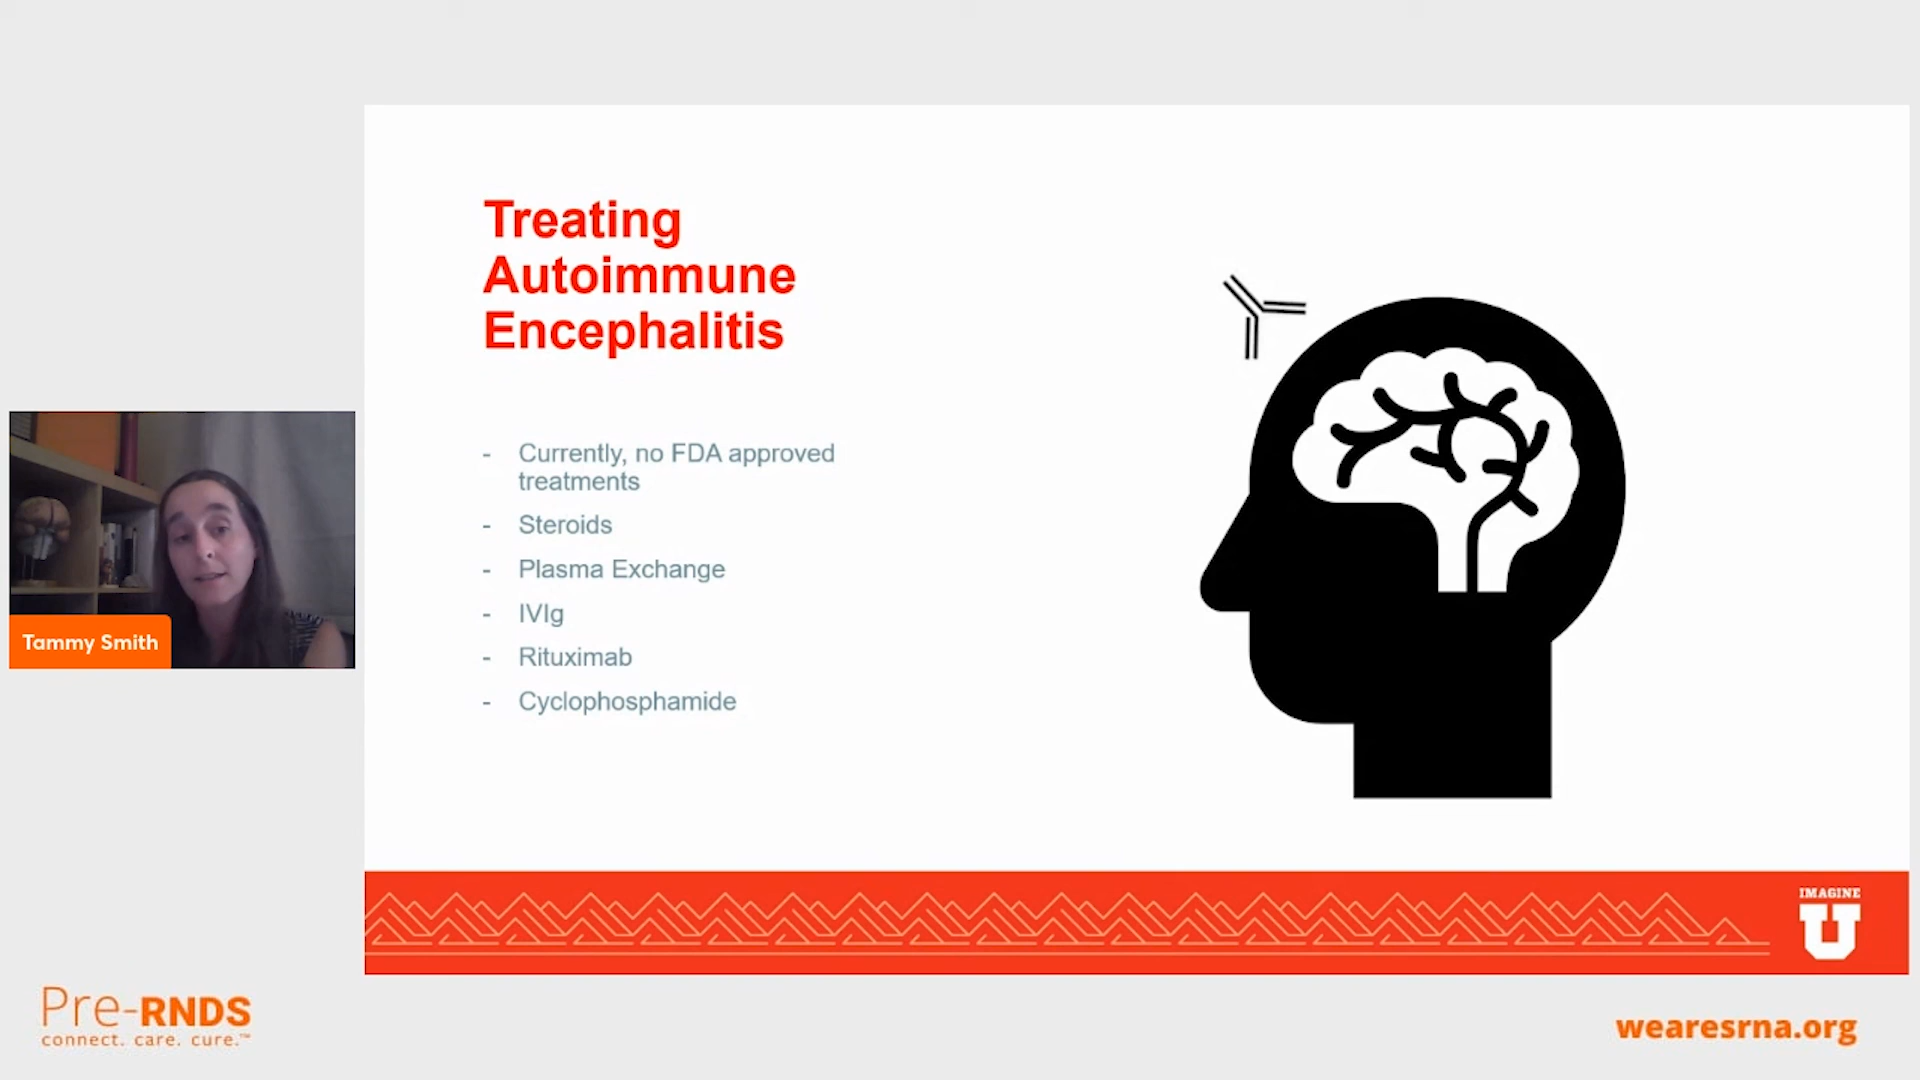 Treating
Autoimmune
Encephalitis
- Currently, no FDA approved
treatments
- Steroids
- Plasma Exchange
- IVIg
- Rituximab
- Cyclophosphamide
Tammy Smith
IMAGINE
U
Pre-RNDS
connect. care. cure.™
wearesrna.org